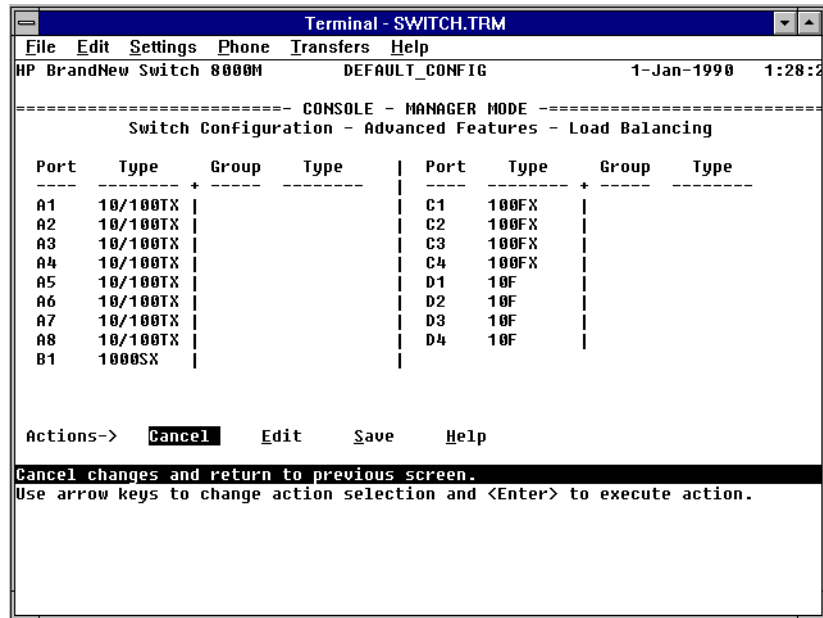 Terminal - SWITCH.TRM
File Edit Settings Phone Transfers Help
HP BrandNew Switch 8000M DEFAULT_CONFIG 1-Jan-1990 1:28:2
===========================- CONSOLE - MANAGER MODE -===========================
Switch Configuration - Advanced Features - Load Balancing
Port Type Group Type | Port Type Group Type
---- -------- + ----- -------- | ---- -------- + ----- --------
A1 10/100TX | | C1 100FX |
A2 10/100TX | | C2 100FX |
A3 10/100TX | | C3 100FX |
A4 10/100TX | | C4 100FX |
A5 10/100TX | | D1 10F |
A6 10/100TX | | D2 10F |
A7 10/100TX | | D3 10F |
A8 10/100TX | | D4 10F |
B1 1000SX | |
Actions-> Cancel Edit Save Help
Cancel changes and return to previous screen.
Use arrow keys to change action selection and <Enter> to execute action.